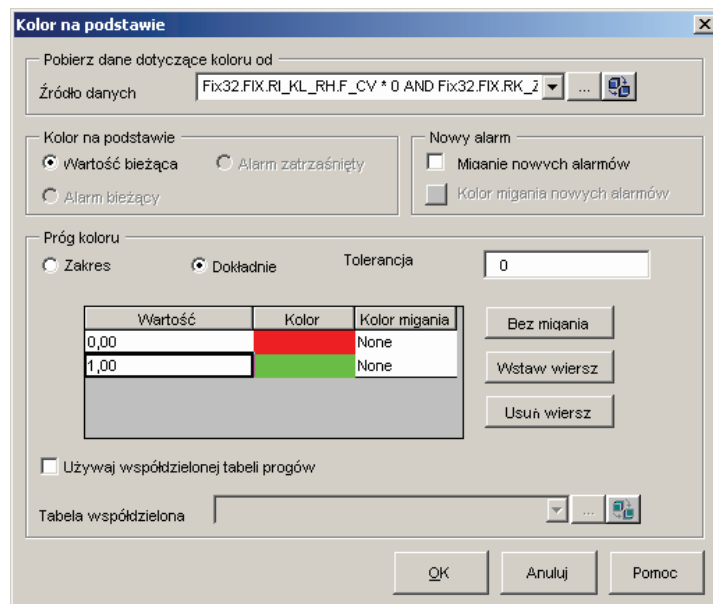 Kolor na podstawie
Pobierz dane dotyczące koloru od
Źródło danych
Fix32.FIX.RI_KL_RH.F_CV * 0 AND Fix32.FIX.RK_Z
...
Kolor na podstawie
Wartość bieżąca
Alarm zatrzaśnięty
Alarm bieżący
Nowy alarm
Miganie nowych alarmów
Kolor migania nowych alarmów
Próg koloru
Zakres
Dokładnie
Tolerancja
0
Wartość Kolor Kolor migania
0,00 None
1,00 None
Bez migania
Wstaw wiersz
Usuń wiersz
Używaj współdzielonej tabeli progów
Tabela współdzielona
...
OK Anuluj Pomoc